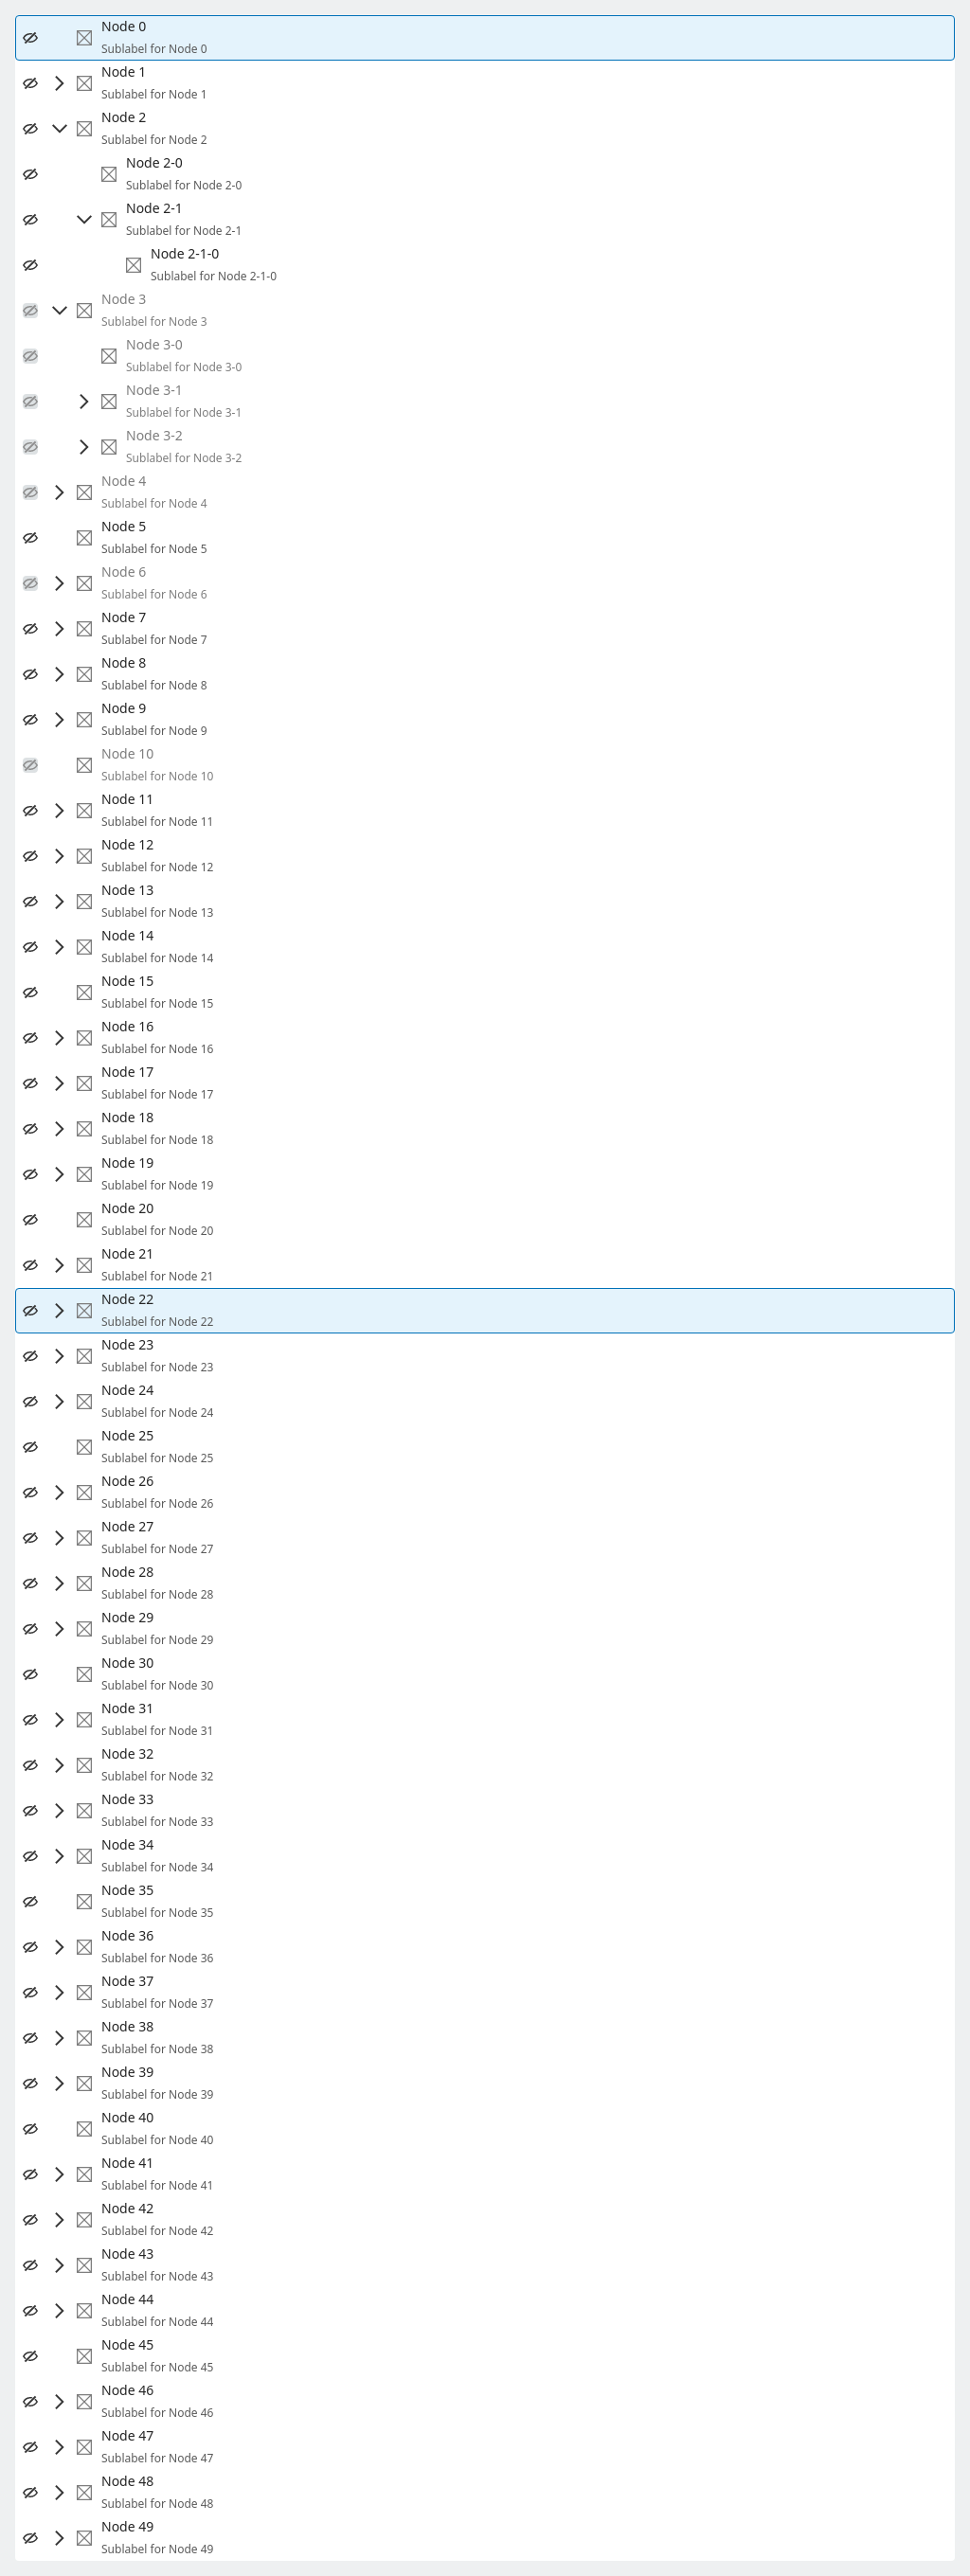 Node 0
Sublabel for Node 0
Node 1
Sublabel for Node 1
Node 2
Sublabel for Node 2
Node 2-0
Sublabel for Node 2-0
Node 2-1
Sublabel for Node 2-1
Node 2-1-0
Sublabel for Node 2-1-0
Node 3
Sublabel for Node 3
Node 3-0
Sublabel for Node 3-0
Node 3-1
Sublabel for Node 3-1
Node 3-2
Sublabel for Node 3-2
Node 4
Sublabel for Node 4
Node 5
Sublabel for Node 5
Node 6
Sublabel for Node 6
Node 7
Sublabel for Node 7
Node 8
Sublabel for Node 8
Node 9
Sublabel for Node 9
Node 10
Sublabel for Node 10
Node 11
Sublabel for Node 11
Node 12
Sublabel for Node 12
Node 13
Sublabel for Node 13
Node 14
Sublabel for Node 14
Node 15
Sublabel for Node 15
Node 16
Sublabel for Node 16
Node 17
Sublabel for Node 17
Node 18
Sublabel for Node 18
Node 19
Sublabel for Node 19
Node 20
Sublabel for Node 20
Node 21
Sublabel for Node 21
Node 22
Sublabel for Node 22
Node 23
Sublabel for Node 23
Node 24
Sublabel for Node 24
Node 25
Sublabel for Node 25
Node 26
Sublabel for Node 26
Node 27
Sublabel for Node 27
Node 28
Sublabel for Node 28
Node 29
Sublabel for Node 29
Node 30
Sublabel for Node 30
Node 31
Sublabel for Node 31
Node 32
Sublabel for Node 32
Node 33
Sublabel for Node 33
Node 34
Sublabel for Node 34
Node 35
Sublabel for Node 35
Node 36
Sublabel for Node 36
Node 37
Sublabel for Node 37
Node 38
Sublabel for Node 38
Node 39
Sublabel for Node 39
Node 40
Sublabel for Node 40
Node 41
Sublabel for Node 41
Node 42
Sublabel for Node 42
Node 43
Sublabel for Node 43
Node 44
Sublabel for Node 44
Node 45
Sublabel for Node 45
Node 46
Sublabel for Node 46
Node 47
Sublabel for Node 47
Node 48
Sublabel for Node 48
Node 49
Sublabel for Node 49